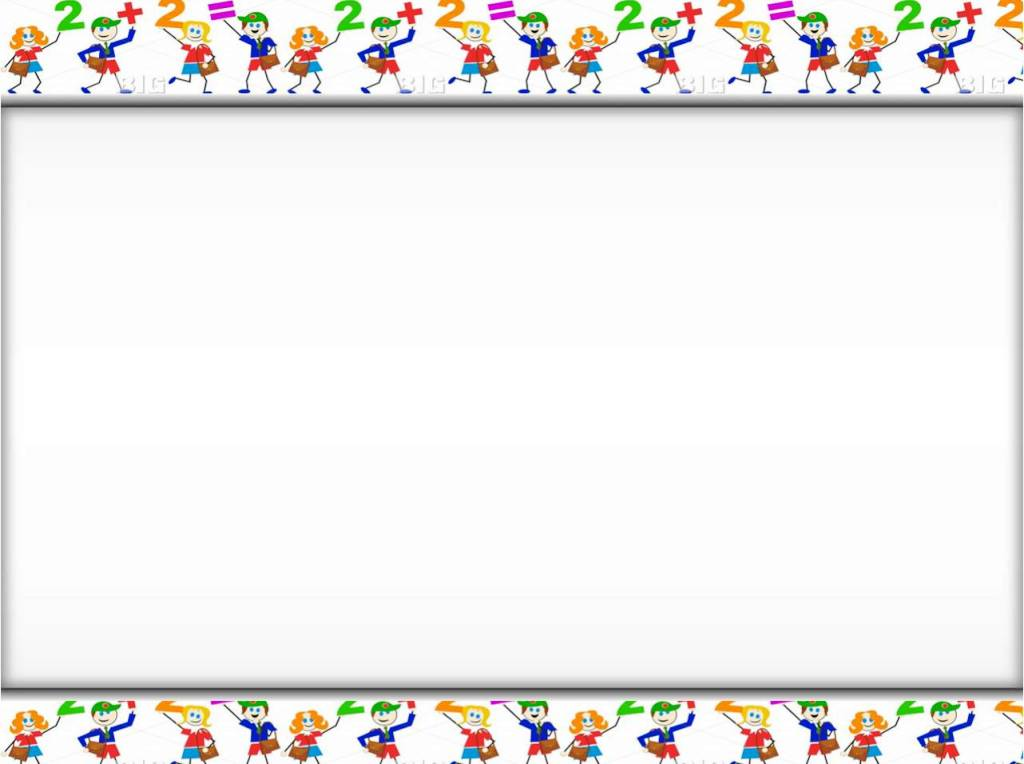 2 + 2 = 2 + 2 = 2 + 2 = 2 + 2
BIG BIG BIG BIG